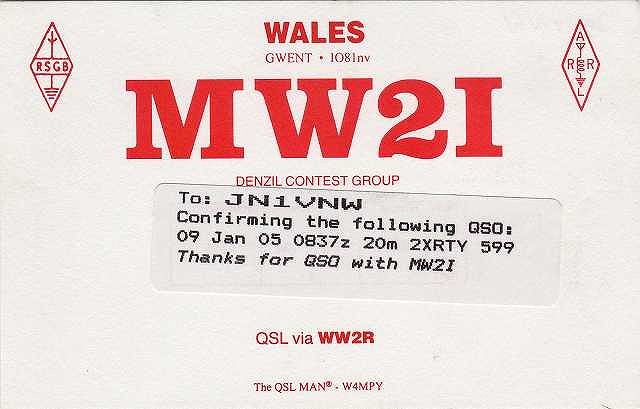 WALES
GWENT • IO81nv
RSGB
A
R R
L
MW2I
DENZIL CONTEST GROUP
To: JN1VNW
Confirming the following QSO:
09 Jan 05 0837z 20m 2XRTY 599
Thanks for QSO with MW2I
QSL via WW2R
The QSL MAN® - W4MPY